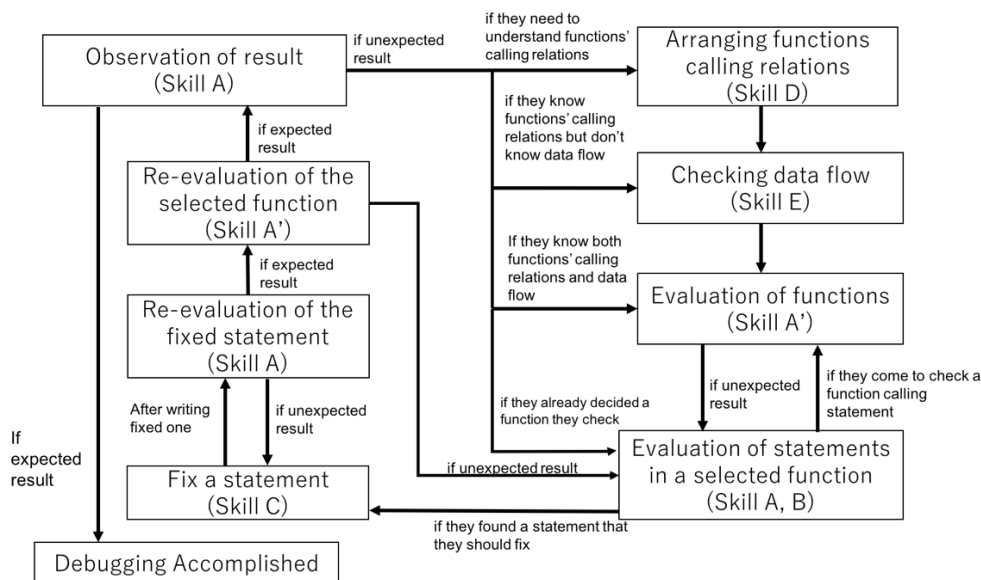 Observation of result
(Skill A)
if unexpected
result
if they need to
understand functions'
calling relations
Arranging functions
calling relations
(Skill D)
if they know
functions' calling
relations but don't
know data flow
if expected
result
Re-evaluation of the
selected function
(Skill A')
Checking data flow
(Skill E)
If they know both
functions' calling
relations and data
flow
if expected
result
Re-evaluation of the
fixed statement
(Skill A)
Evaluation of functions
(Skill A')
After writing
fixed one
if unexpected
result
if they already decided a
function they check
if unexpected
result
if they come to check a
function calling
statement
If
expected
result
Fix a statement
(Skill C)
if unexpected result
Evaluation of statements
in a selected function
(Skill A, B)
if they found a statement that
they should fix
Debugging Accomplished